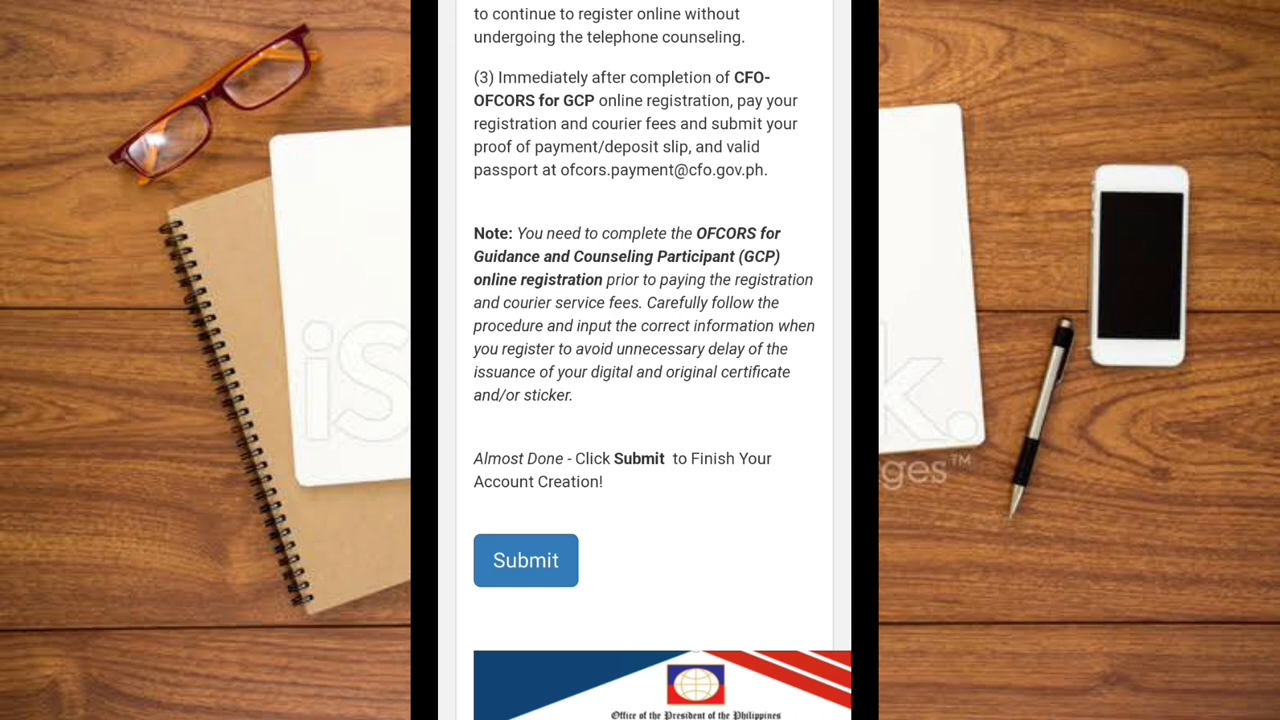 to continue to register online without
undergoing the telephone counseling.
(3) Immediately after completion of CFO-
OFCORS for GCP online registration, pay your
registration and courier fees and submit your
proof of payment/deposit slip, and valid
passport at ofcors.payment@cfo.gov.ph.
Note: You need to complete the OFCORS for
Guidance and Counseling Participant (GCP)
online registration prior to paying the registration
and courier service fees. Carefully follow the
procedure and input the correct information when
you register to avoid unnecessary delay of the
issuance of your digital and original certificate
and/or sticker.
Almost Done - Click Submit to Finish Your
Account Creation!
Submit
Office of the President of the Philippines